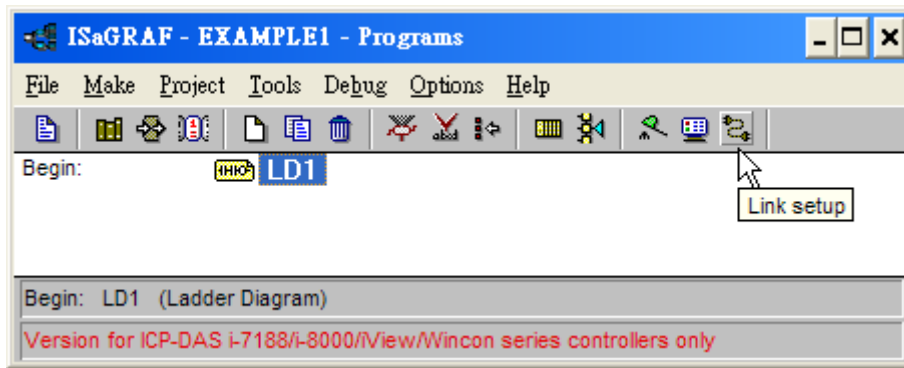 ISaGRAF - EXAMPLE1 - Programs
File Make Project Tools Debug Options Help
Begin: LD1
Link setup
Begin: LD1 (Ladder Diagram)
Version for ICP-DAS i-7188/i-8000/iView/Wincon series controllers only